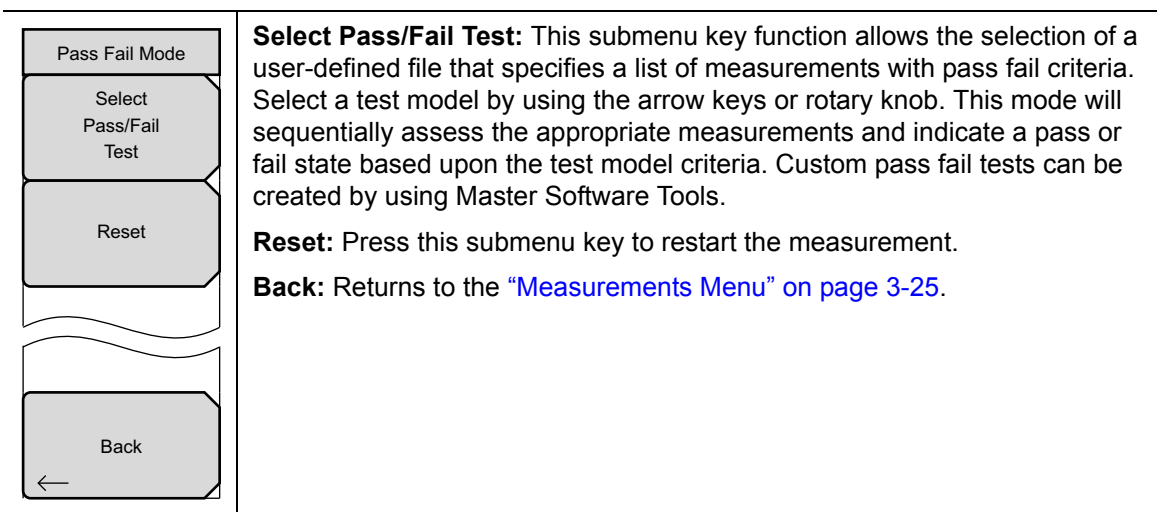 Pass Fail Mode
Select
Pass/Fail
Test
Reset
Back
Select Pass/Fail Test: This submenu key function allows the selection of a
user-defined file that specifies a list of measurements with pass fail criteria.
Select a test model by using the arrow keys or rotary knob. This mode will
sequentially assess the appropriate measurements and indicate a pass or
fail state based upon the test model criteria. Custom pass fail tests can be
created by using Master Software Tools.
Reset: Press this submenu key to restart the measurement.
Back: Returns to the “Measurements Menu” on page 3-25.